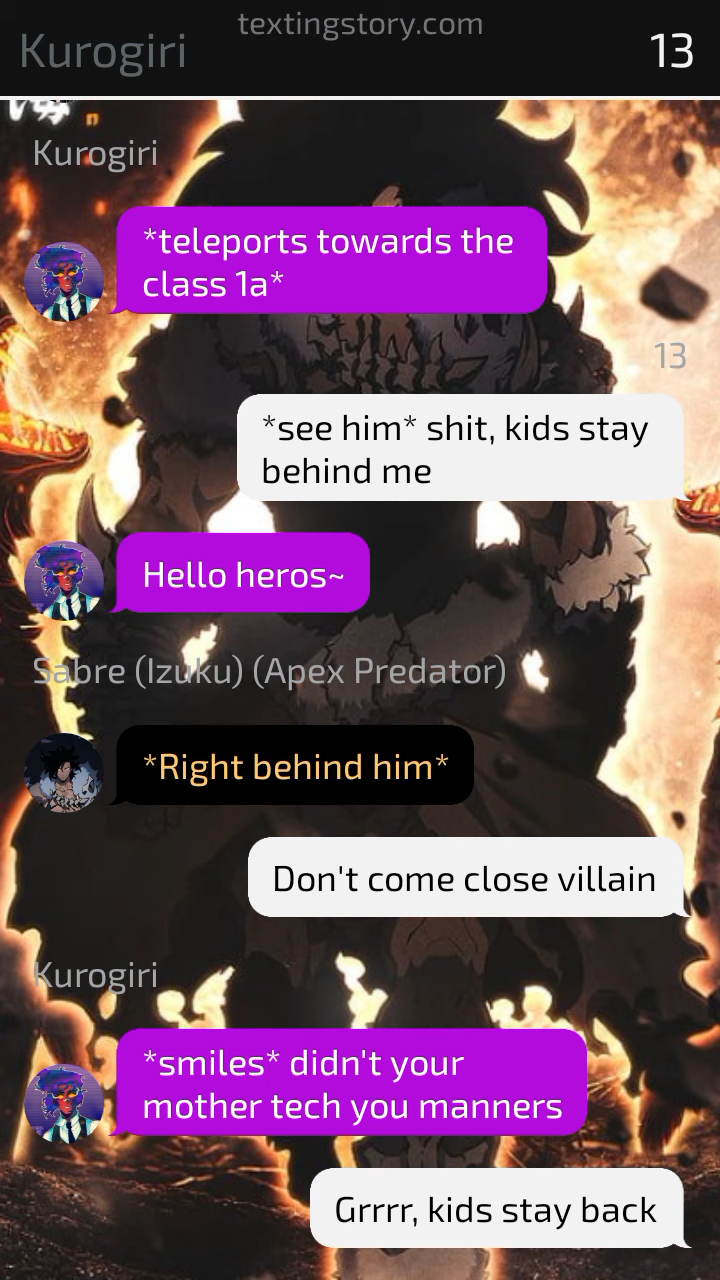 textingstory.com
Kurogiri
13
Kurogiri
*teleports towards the
class 1a*
13
*see him* shit, kids stay
behind me
Hello heros~
Sabre (Izuku) (Apex Predator)
*Right behind him*
Don't come close villain
Kurogiri
*smiles* didn't your
mother tech you manners
Grrrr, kids stay back